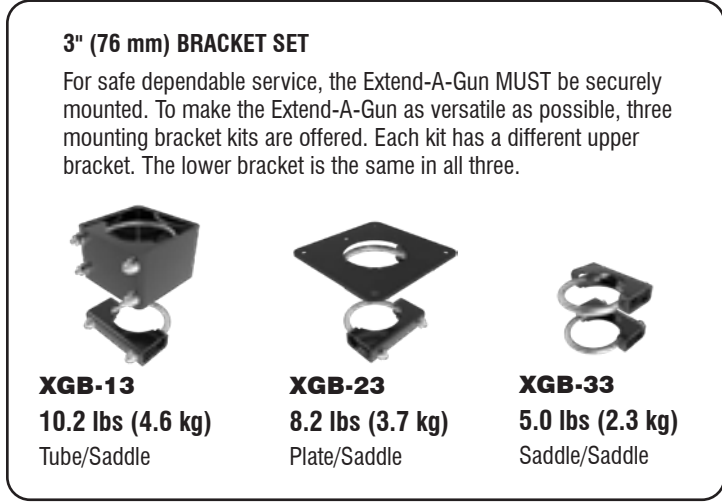 3" (76 mm) BRACKET SET
For safe dependable service, the Extend-A-Gun MUST be securely
mounted. To make the Extend-A-Gun as versatile as possible, three
mounting bracket kits are offered. Each kit has a different upper
bracket. The lower bracket is the same in all three.
XGB-13
10.2 lbs (4.6 kg)
Tube/Saddle
XGB-23
8.2 lbs (3.7 kg)
Plate/Saddle
XGB-33
5.0 lbs (2.3 kg)
Saddle/Saddle